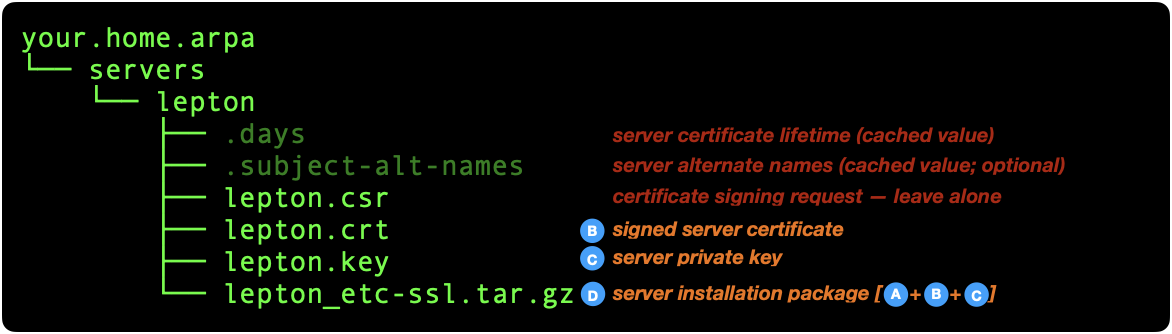 your.home.arpa
└── servers
    └── lepton
        ├── .days server certificate lifetime (cached value)
        ├── .subject-alt-names server alternate names (cached value; optional)
        ├── lepton.csr certificate signing request — leave alone
        ├── lepton.crt B signed server certificate
        ├── lepton.key C server private key
        └── lepton_etc-ssl.tar.gz D server installation package [A+B+C]